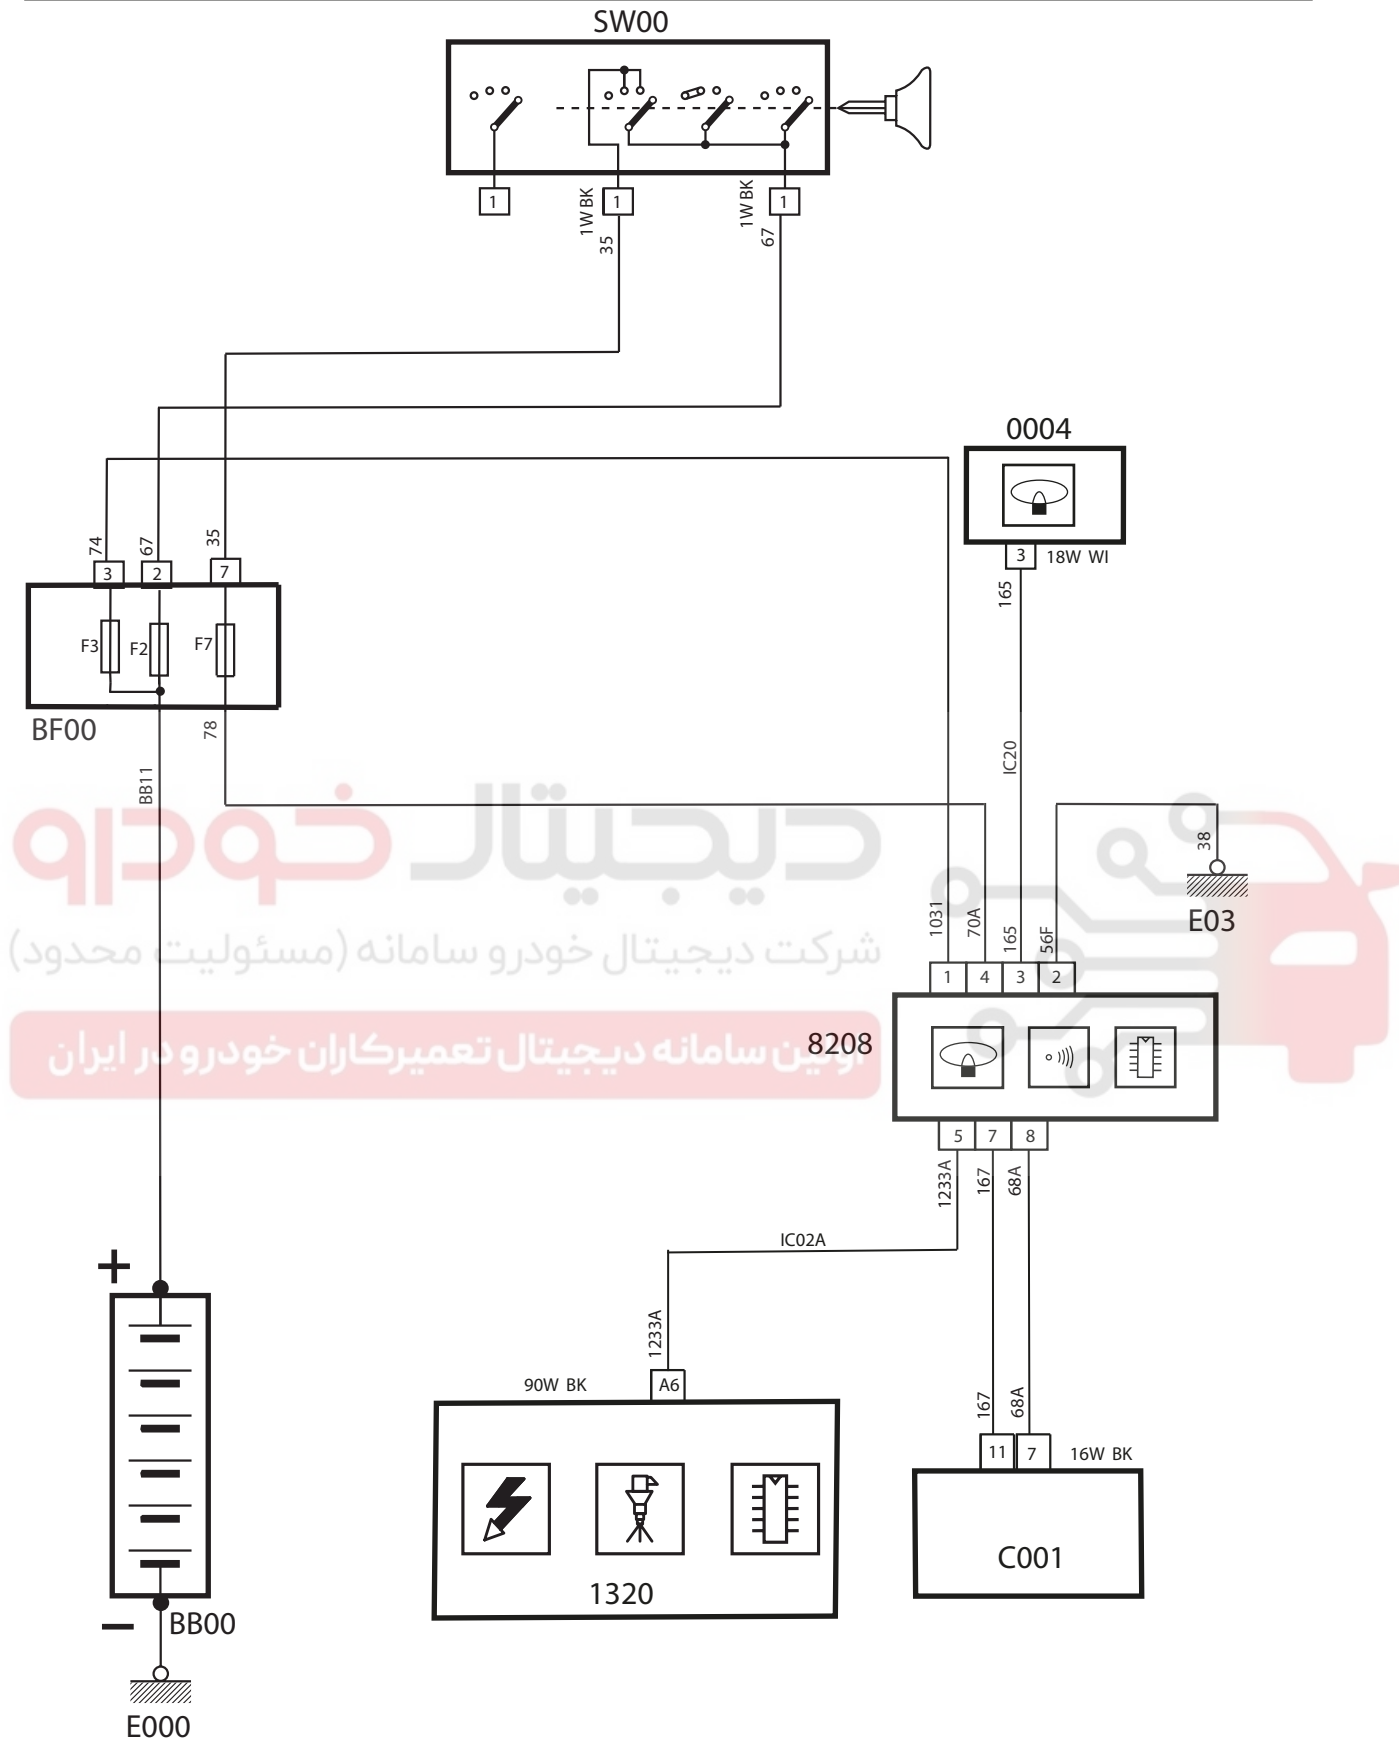 SW00
1
1
1
1W BK
35
1W BK
67
0004
3
18W WI
165
IC20
74
67
35
3
2
7
F3
F2
F7
BF00
78
BB11
دیجیتال خودرو
شرکت دیجیتال خودرو سامانه (مسئولیت محدود)
اولین سامانه دیجیتال تعمیرکاران خودرو در ایران
38
E03
1031
70A
165
56F
1
4
3
2
8208
5
7
8
1233A
167
68A
IC02A
1233A
90W BK
A6
1320
167
68A
11
7
16W BK
C001
+
−
BB00
E000